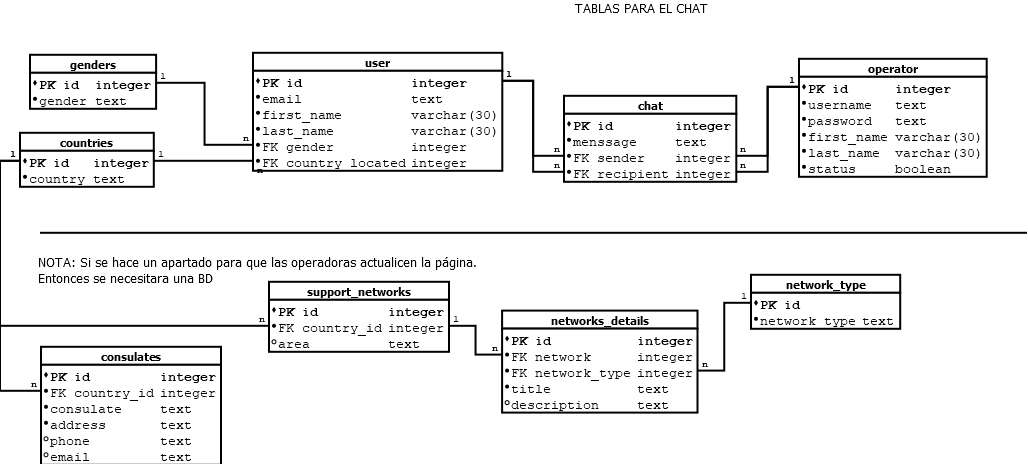 TABLAS PARA EL CHAT
genders
PK id integer
gender text
1
n
countries
PK id integer
country text
1
1
n
user
PK id integer
email text
first_name varchar(30)
last_name varchar(30)
FK gender integer
FK country_located integer
1
n
n
chat
PK id integer
menssage text
FK sender integer
FK recipient integer
n
n
1
operator
PK id integer
username text
password text
first_name varchar(30)
last_name varchar(30)
status boolean
NOTA: Si se hace un apartado para que las operadoras actualicen la página.
Entonces se necesitara una BD
support_networks
PK id integer
FK country_id integer
area text
n
1
networks_details
PK id integer
FK network integer
FK network_type integer
title text
description text
n
n
1
network_type
PK id
network type text
consulates
PK id integer
FK country_id integer
consulate text
address text
phone text
email text
n